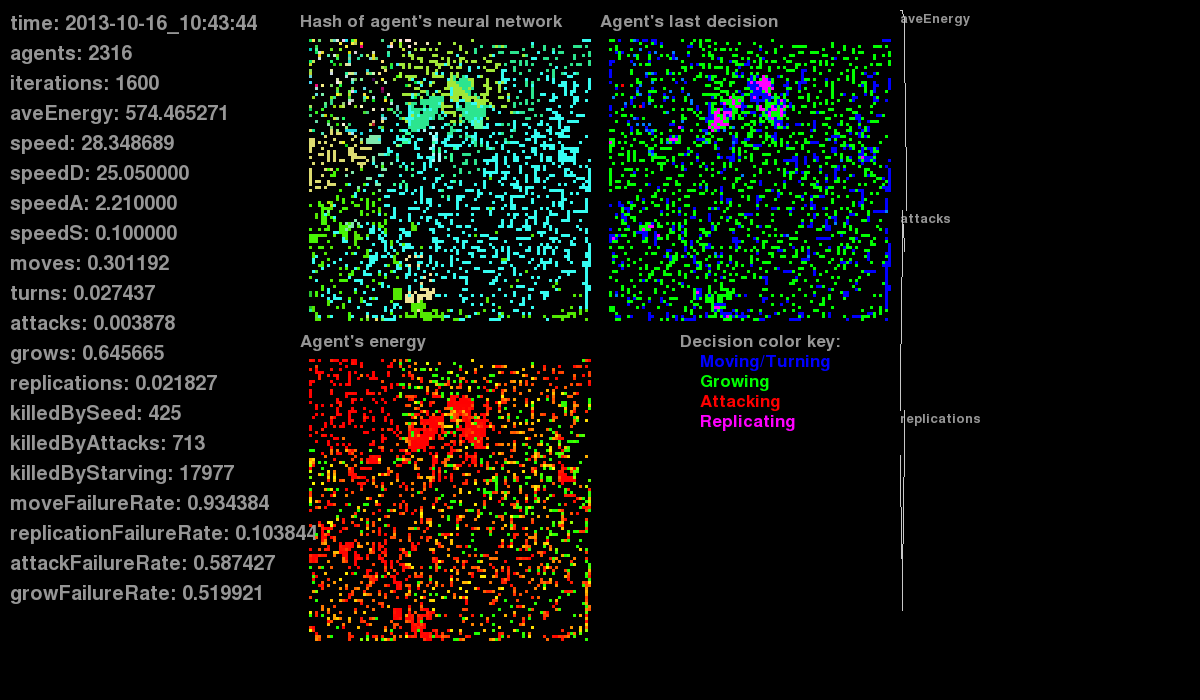 time: 2013-10-16_10:43:44
agents: 2316
iterations: 1600
aveEnergy: 574.465271
speed: 28.348689
speedD: 25.050000
speedA: 2.210000
speedS: 0.100000
moves: 0.301192
turns: 0.027437
attacks: 0.003878
grows: 0.645665
replications: 0.021827
killedBySeed: 425
killedByAttacks: 713
killedByStarving: 17977
moveFailureRate: 0.934384
replicationFailureRate: 0.103844
attackFailureRate: 0.587427
growFailureRate: 0.519921
Hash of agent's neural network
Agent's last decision
Agent's energy
Decision color key:
Moving/Turning
Growing
Attacking
Replicating
aveEnergy
attacks
replications